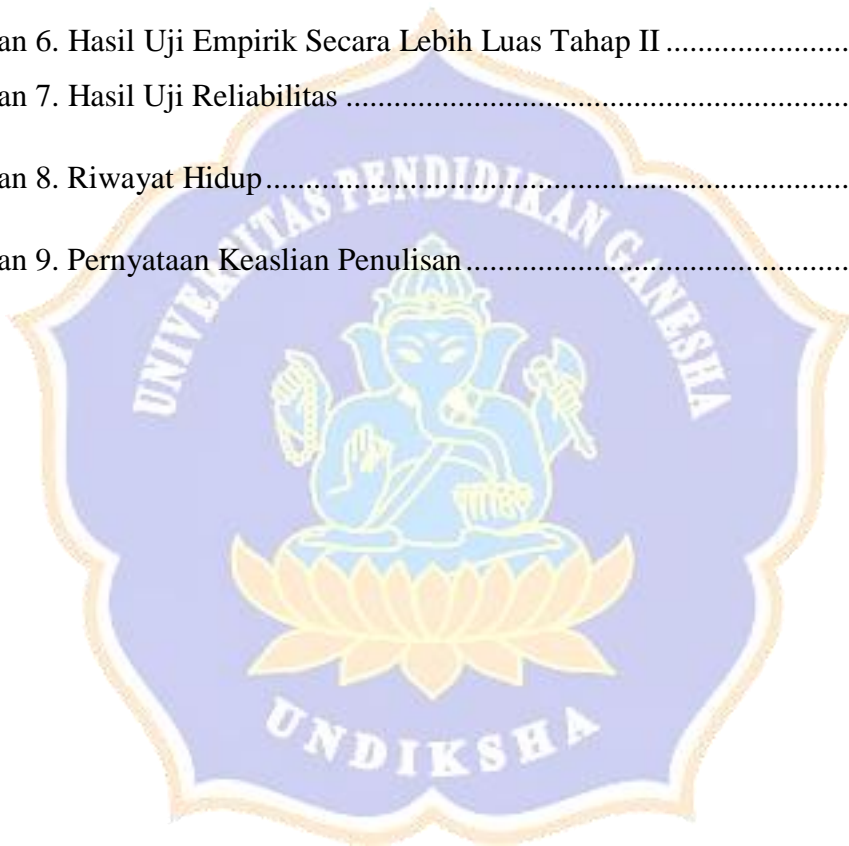 an 6. Hasil Uji Empirik Secara Lebih Luas Tahap II .......................
an 7. Hasil Uji Reliabilitas ...............................................................
an 8. Riwayat Hidup...........................................................................
an 9. Pernyataan Keaslian Penulisan ................................................
UNIVERSITAS PENDIDIKAN GANESHA
UNDIKSHA